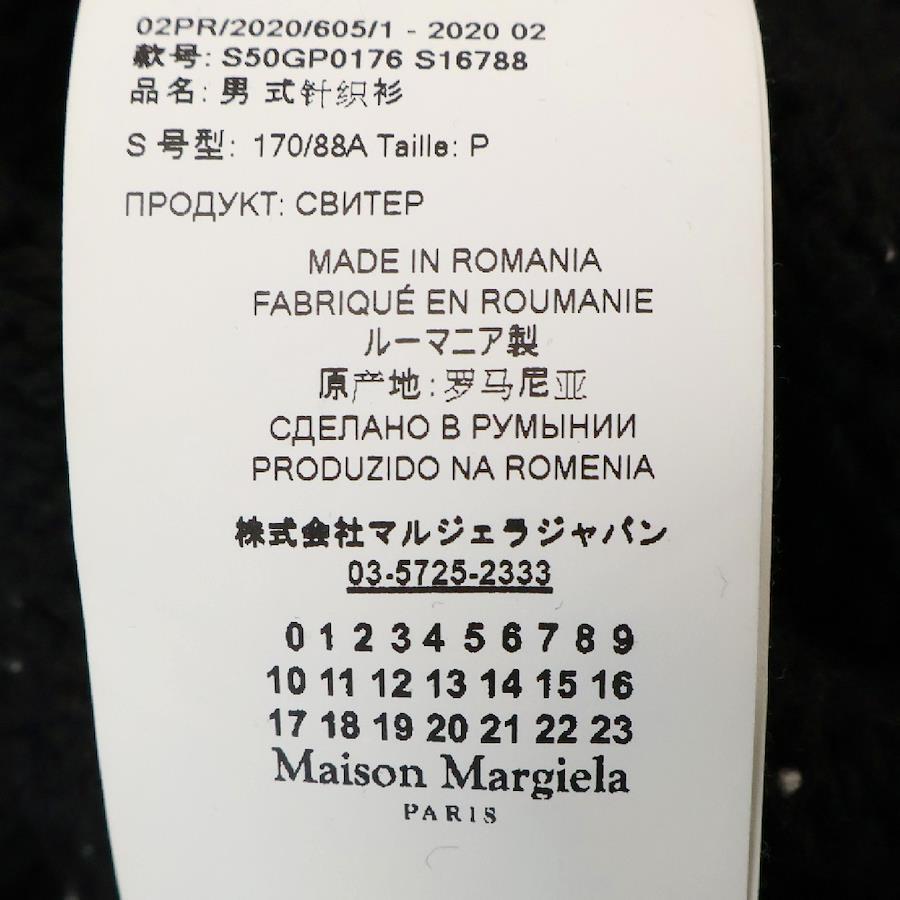 02PR/2020/605/1 - 2020 02
款号: S50GP0176 S16788
品名: 男 式针织衫
S 号型: 170/88A Taille: P
ПРОДУКТ: СВИТЕР
MADE IN ROMANIA
FABRIQUÉ EN ROUMANIE
ルーマニア製
原产地:罗马尼亚
СДЕЛАНО В РУМЫНИИ
PRODUZIDO NA ROMENIA
株式会社マルジェラジャパン
03-5725-2333
0 1 2 3 4 5 6 7 8 9
10 11 12 13 14 15 16
17 18 19 20 21 22 23
Maison Margiela
PARIS